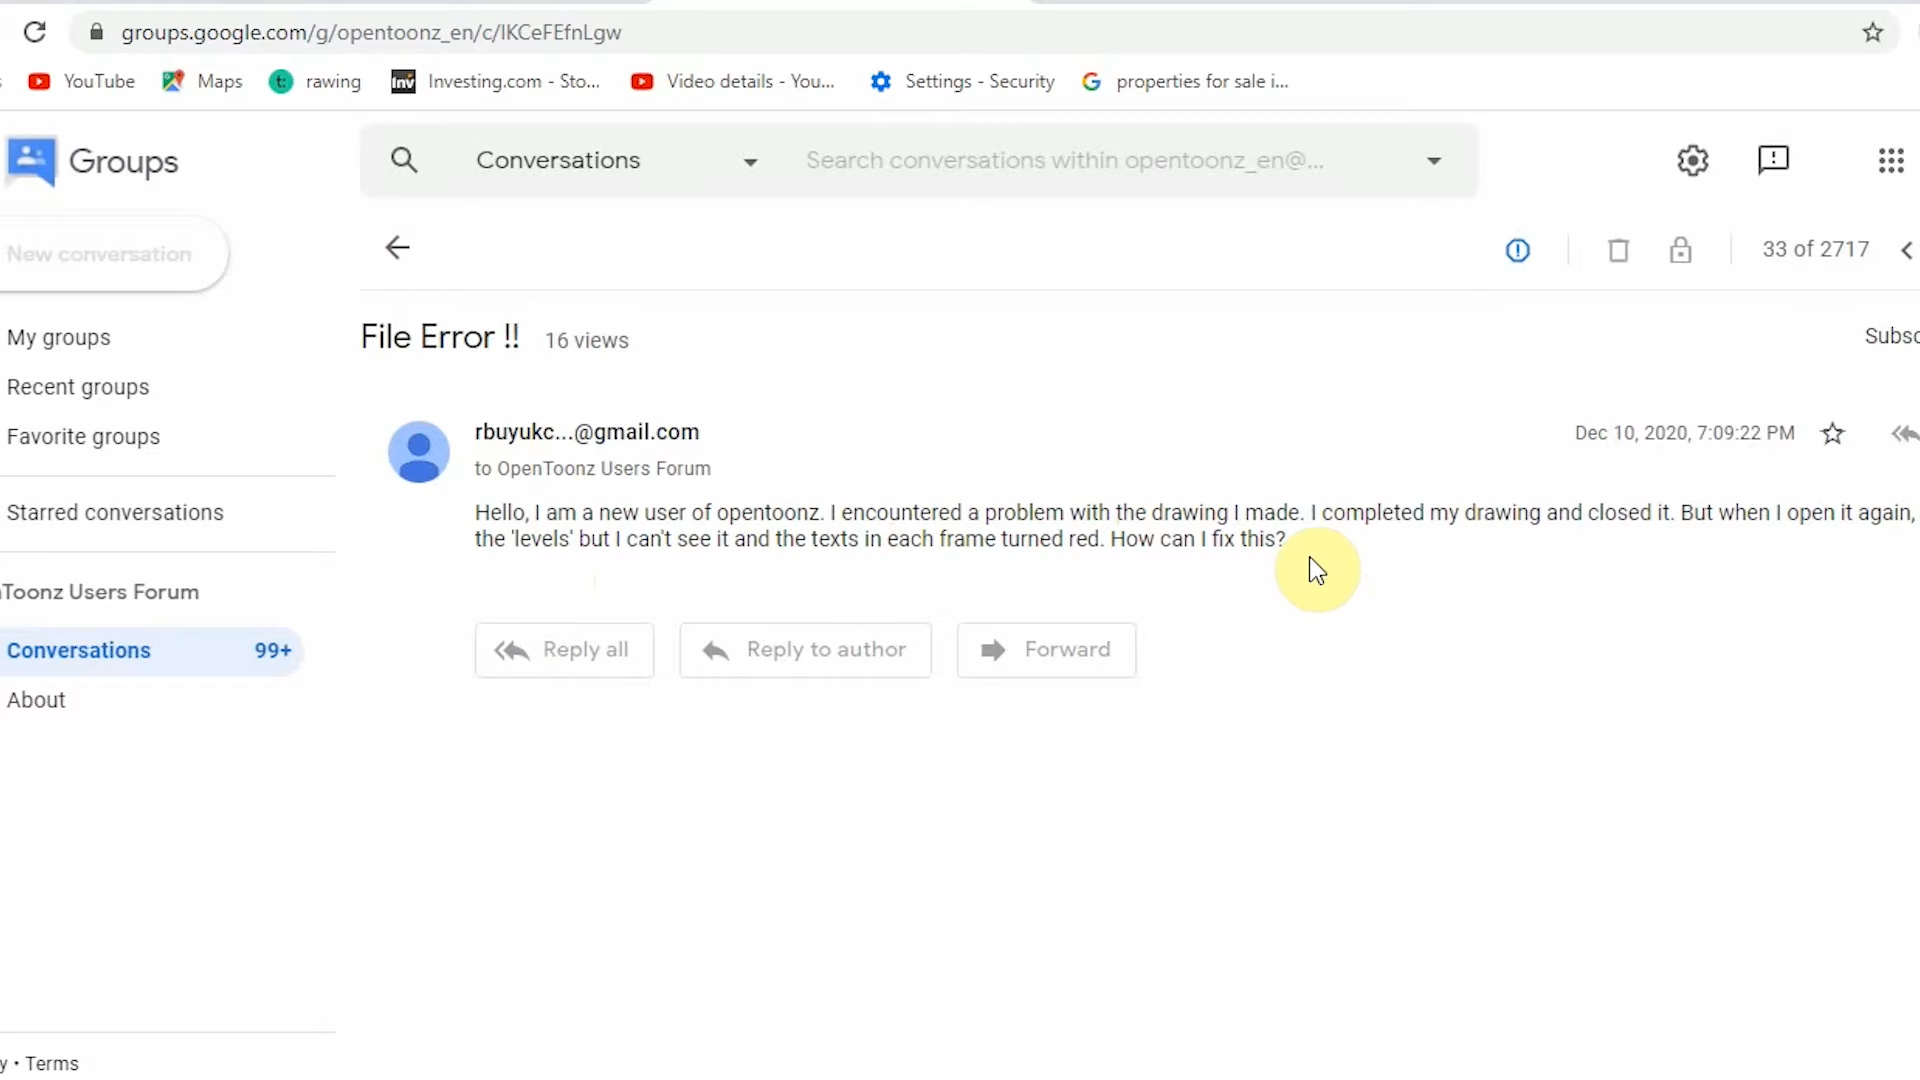 groups.google.com/g/opentoonz_en/c/IKCeFEfnLgw
YouTube Maps rawing Investing.com - Sto... Video details - You... Settings - Security properties for sale i...
Groups
Conversations
Search conversations within opentoonz_en@...
New conversation
33 of 2717
My groups
Recent groups
Favorite groups
Starred conversations
Toonz Users Forum
Conversations 99+
About
File Error !! 16 views
Subsc
rbuyukc...@gmail.com
Dec 10, 2020, 7:09:22 PM
to OpenToonz Users Forum
Hello, I am a new user of opentoonz. I encountered a problem with the drawing I made. I completed my drawing and closed it. But when I open it again,
the 'levels' but I can't see it and the texts in each frame turned red. How can I fix this?
Reply all
Reply to author
Forward
y • Terms